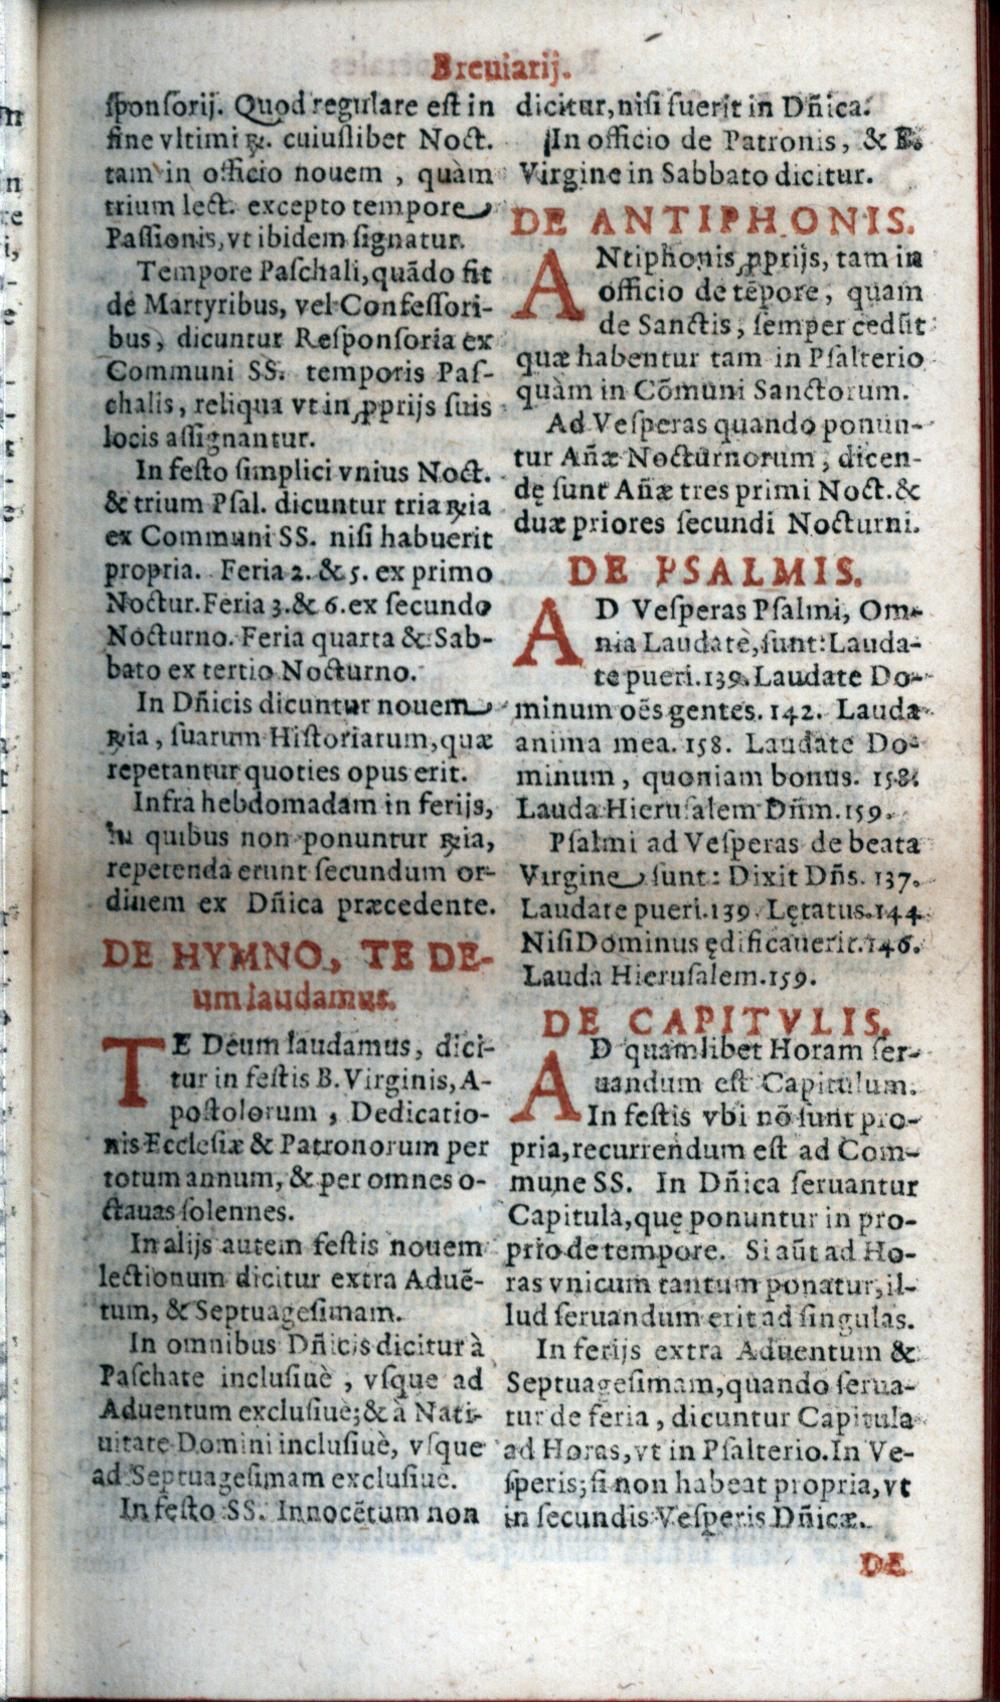 Breuiarij.
ſponſorij. Quod regulare eſt in
fine vltimi ℟. cuiuſlibet Noct.
tam in officio nouem, quàm
trium lect. excepto tempore
Paſſionis, vt ibidem ſignatur.
Tempore Paſchali, quãdo fit
de Martyribus, vel Confeſſori-
bus, dicuntur Reſponſoria ex
Communi SS. temporis Paſ-
chalis, reliqua vt in ꝓprijs ſuis
locis aſſignantur.
In feſto ſimplici vnius Noct.
& trium Pſal. dicuntur tria ℟ia
ex Communi SS. niſi habuerit
propria. Feria 2. & 5. ex primo
Noctur. Feria 3. & 6. ex ſecundo
Nocturno. Feria quarta & Sab-
bato ex tertio Nocturno.
In Dñicis dicuntur nouem
℟ia, ſuarum Hiſtoriarum, quæ
repetantur quoties opus erit.
Infra hebdomadam in ferijs,
in quibus non ponuntur ℟ia,
repetenda erunt ſecundum or-
dinem ex Dñica præcedente.
DE HYMNO, TE DE-
um laudamus.
TE Deum laudamus, dici-
tur in feſtis B. Virginis, A-
poſtolorum, Dedicatio-
nis Eccleſiæ & Patronorum per
totum annum, & per omnes o-
ctauas ſolennes.
In alijs autem feſtis nouem
lectionum dicitur extra Aduẽ-
tum, & Septuageſimam.
In omnibus Dñicis dicitur à
Paſchate incluſiuè, vſque ad
Aduentum excluſiuè; & à Nati-
uitate Domini incluſiuè, vſque
ad Septuageſimam excluſiuè.
In feſto SS. Innocẽtum non
dicitur, niſi fuerit in Dñica.
In officio de Patronis, & B.
Virgine in Sabbato dicitur.
DE ANTIPHONIS.
ANtiphonis ꝓprijs, tam in
officio de tẽpore, quam
de Sanctis, ſemper cedũt
quæ habentur tam in Pſalterio
quàm in Cõmuni Sanctorum.
Ad Veſperas quando ponun-
tur Añæ Nocturnorum, dicen-
dę ſunt Añæ tres primi Noct. &
duæ priores ſecundi Nocturni.
DE PSALMIS.
AD Veſperas Pſalmi, Om-
nia Laudatè, ſunt: Lauda-
te pueri. 139. Laudate Do-
minum oẽs gentes. 142. Lauda
anima mea. 158. Laudate Do-
minum, quoniam bonus. 158.
Lauda Hieruſalem Dñm. 159.
Pſalmi ad Veſperas de beata
Virgine ſunt: Dixit Dñs. 137.
Laudate pueri. 139. Lętatus. 144.
Niſi Dominus ędificauerit. 146.
Lauda Hieruſalem. 159.
DE CAPITVLIS.
AD quamlibet Horam ſer-
uandum eſt Capitulum.
In feſtis vbi nõ ſunt pro-
pria, recurrendum eſt ad Com-
mune SS. In Dñica ſeruantur
Capitula, quę ponuntur in pro-
prio de tempore. Si aũt ad Ho-
ras vnicum tantum ponatur, il-
lud ſeruandum erit ad ſingulas.
In ferijs extra Aduentum &
Septuageſimam, quando ſerua-
tur de feria, dicuntur Capitula
ad Horas, vt in Pſalterio. In Ve-
ſperis; ſi non habeat propria, vt
in ſecundis Veſperis Dñicæ.
DE